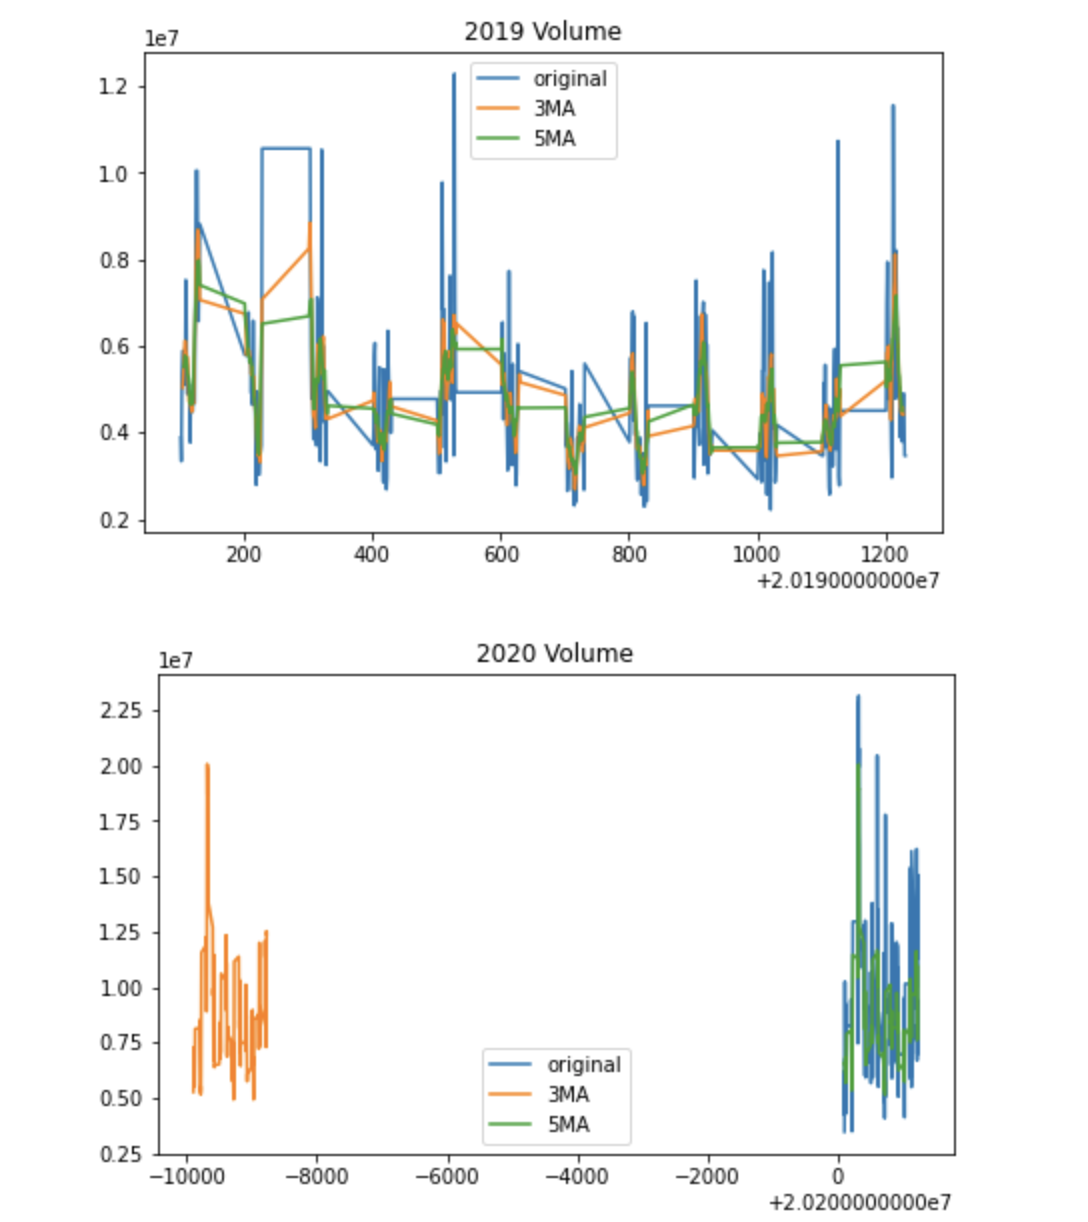 2019 Volume
1e7
1.2
1.0
0.8
0.6
0.4
0.2
original
3MA
5MA
200 400 600 800 1000 1200
+2.0190000000e7
2020 Volume
1e7
2.25
2.00
1.75
1.50
1.25
1.00
0.75
0.50
0.25
original
3MA
5MA
−10000 −8000 −6000 −4000 −2000 0
+2.0200000000e7